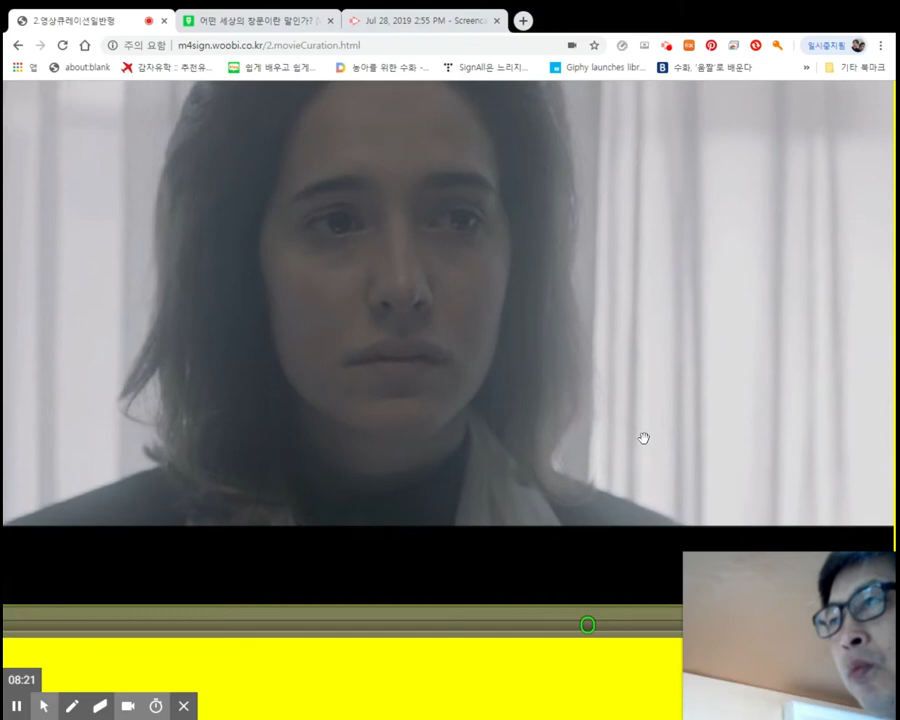 2.영상큐레이션일반형
어떤 세상의 장문이란 말인가? [\
Jul 28, 2019 2:55 PM - Screenca
주의 요함
m4sign.woobi.co.kr/2.movieCuration.html
일시중지됨
앱
about:blank
감자유학 :: 추천유...
쉽게 배우고 쉽게...
농아를 위한 수화 -...
SignAll은 느리지...
Giphy launches libr...
수화, '움짤'로 배운다
»
기타 북마크
08:21